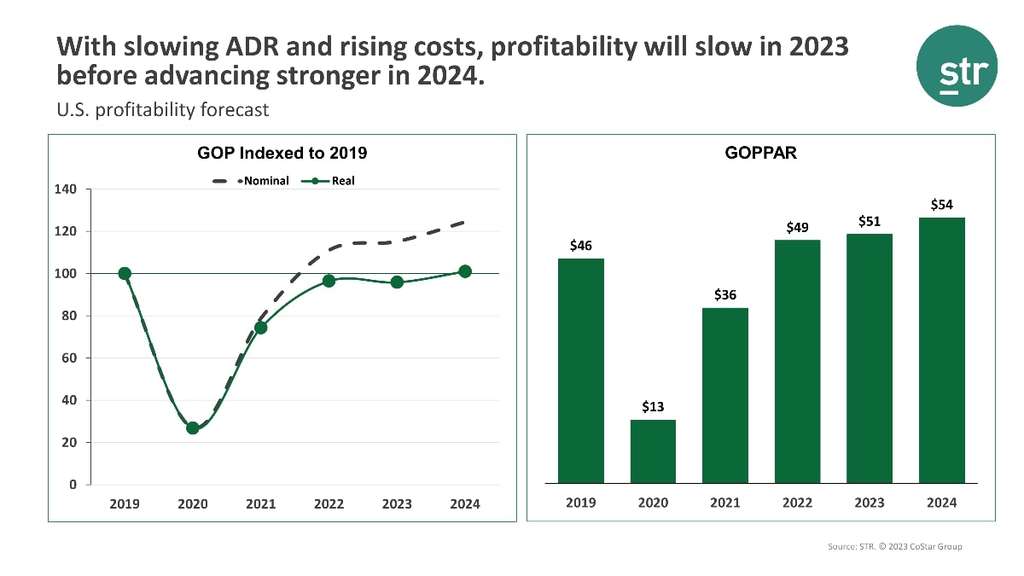 With slowing ADR and rising costs, profitability will slow in 2023
before advancing stronger in 2024.
str
U.S. profitability forecast
GOP Indexed to 2019
Nominal Real
140
120
100
80
60
40
20
0
2019 2020 2021 2022 2023 2024
GOPPAR
$46
$13
$36
$49
$51
$54
2019 2020 2021 2022 2023 2024
Source: STR. © 2023 CoStar Group